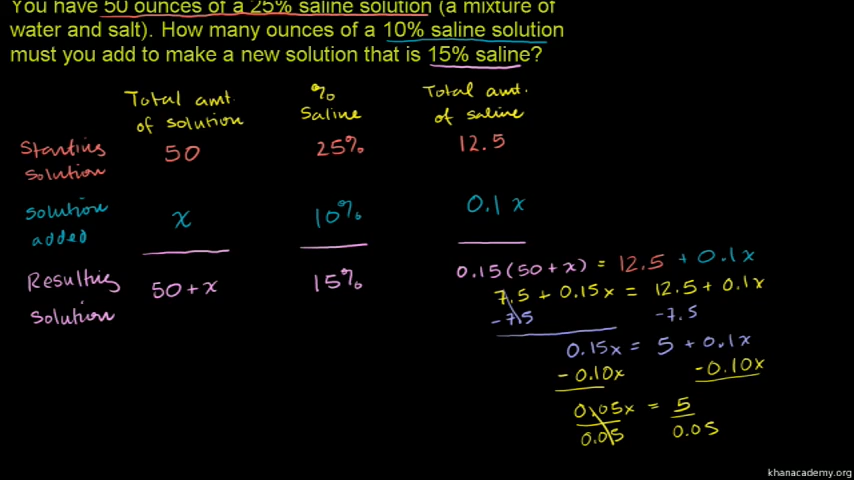 You have 50 ounces of a 25% saline solution (a mixture of
water and salt). How many ounces of a 10% saline solution
must you add to make a new solution that is 15% saline?
Total amt. of solution
% Saline
Total amt. of saline
Starting solution 50 25% 12.5
Solution added x 10% 0.1x
Resulting solution 50+x 15% 0.15(50+x) = 12.5 + 0.1x
7.5 + 0.15x = 12.5 + 0.1x
-7.5 -7.5
0.15x = 5 + 0.1x
-0.10x -0.10x
0.05x = 5
0.05 0.05
khanacademy.org